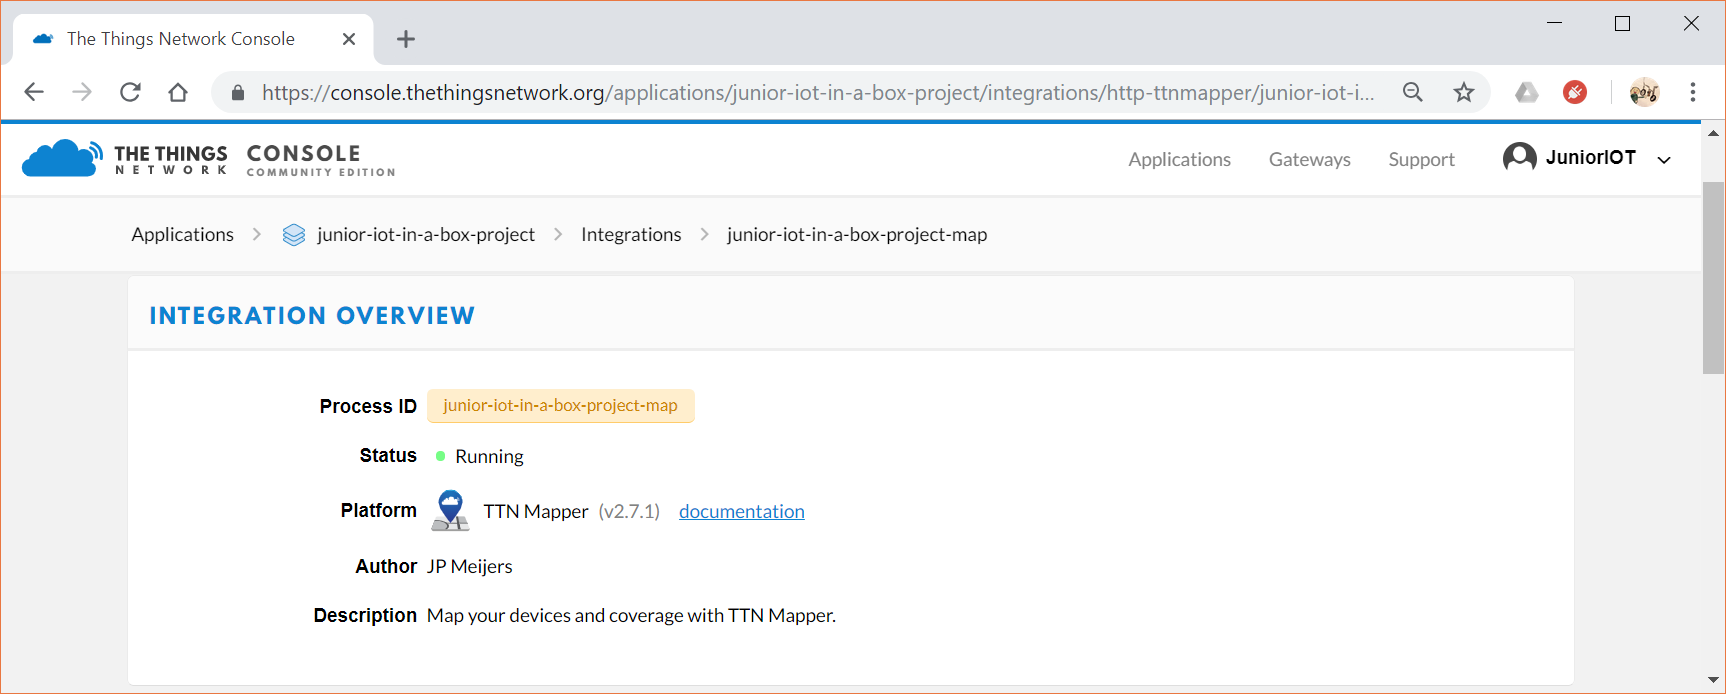 The Things Network Console
https://console.thethingsnetwork.org/applications/junior-iot-in-a-box-project/integrations/http-ttnmapper/junior-iot-i...
THE THINGS NETWORK CONSOLE COMMUNITY EDITION
Applications Gateways Support JuniorIOT
Applications junior-iot-in-a-box-project Integrations junior-iot-in-a-box-project-map
INTEGRATION OVERVIEW
Process ID junior-iot-in-a-box-project-map
Status Running
Platform TTN Mapper (v2.7.1) documentation
Author JP Meijers
Description Map your devices and coverage with TTN Mapper.